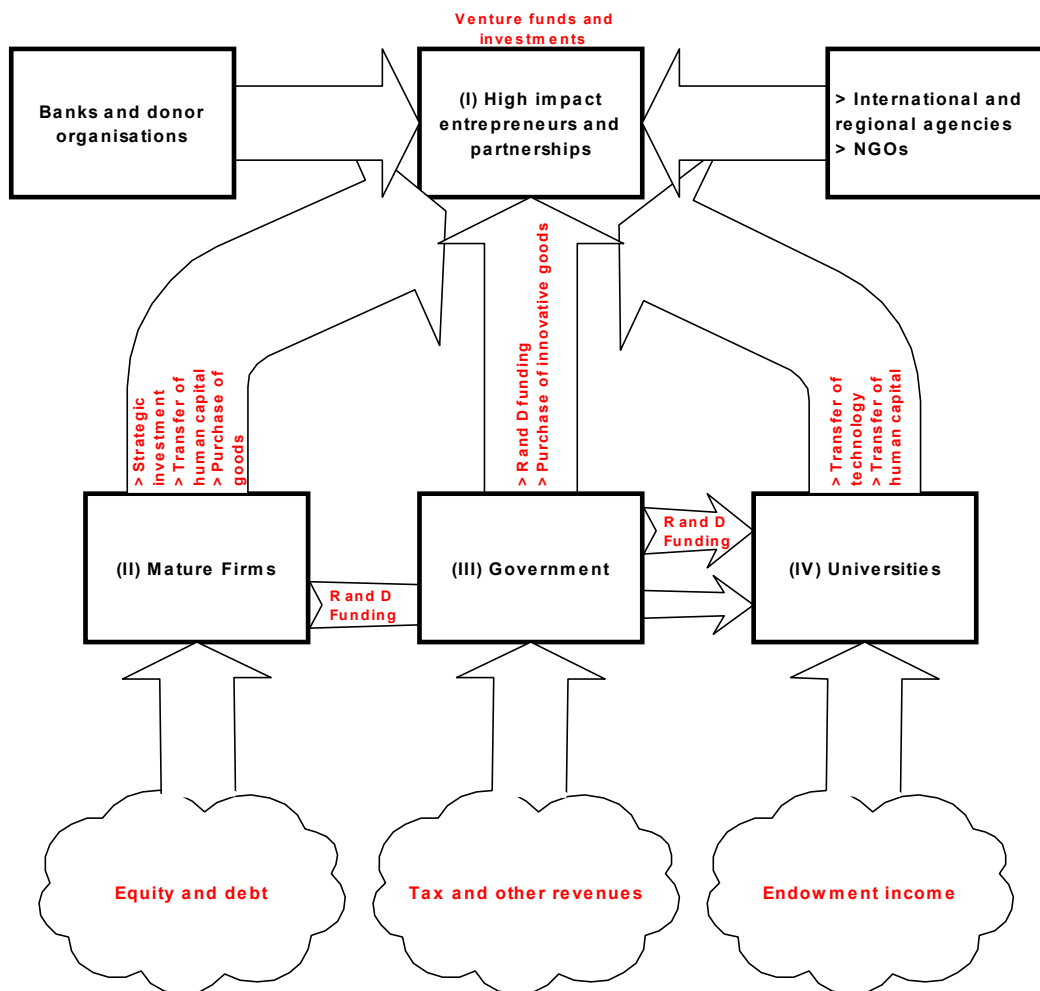 Venture funds and
investments
Banks and donor
organisations
(I) High impact
entrepreneurs and
partnerships
> International and
regional agencies
> NGOs
> Strategic
investment
> Transfer of
human capital
> Purchase of
goods
> R and D funding
> Purchase of innovative goods
> Transfer of
technology
> Transfer of
human capital
(II) Mature Firms
R and D
Funding
(III) Government
R and D
Funding
(IV) Universities
Equity and debt
Tax and other revenues
Endowment income